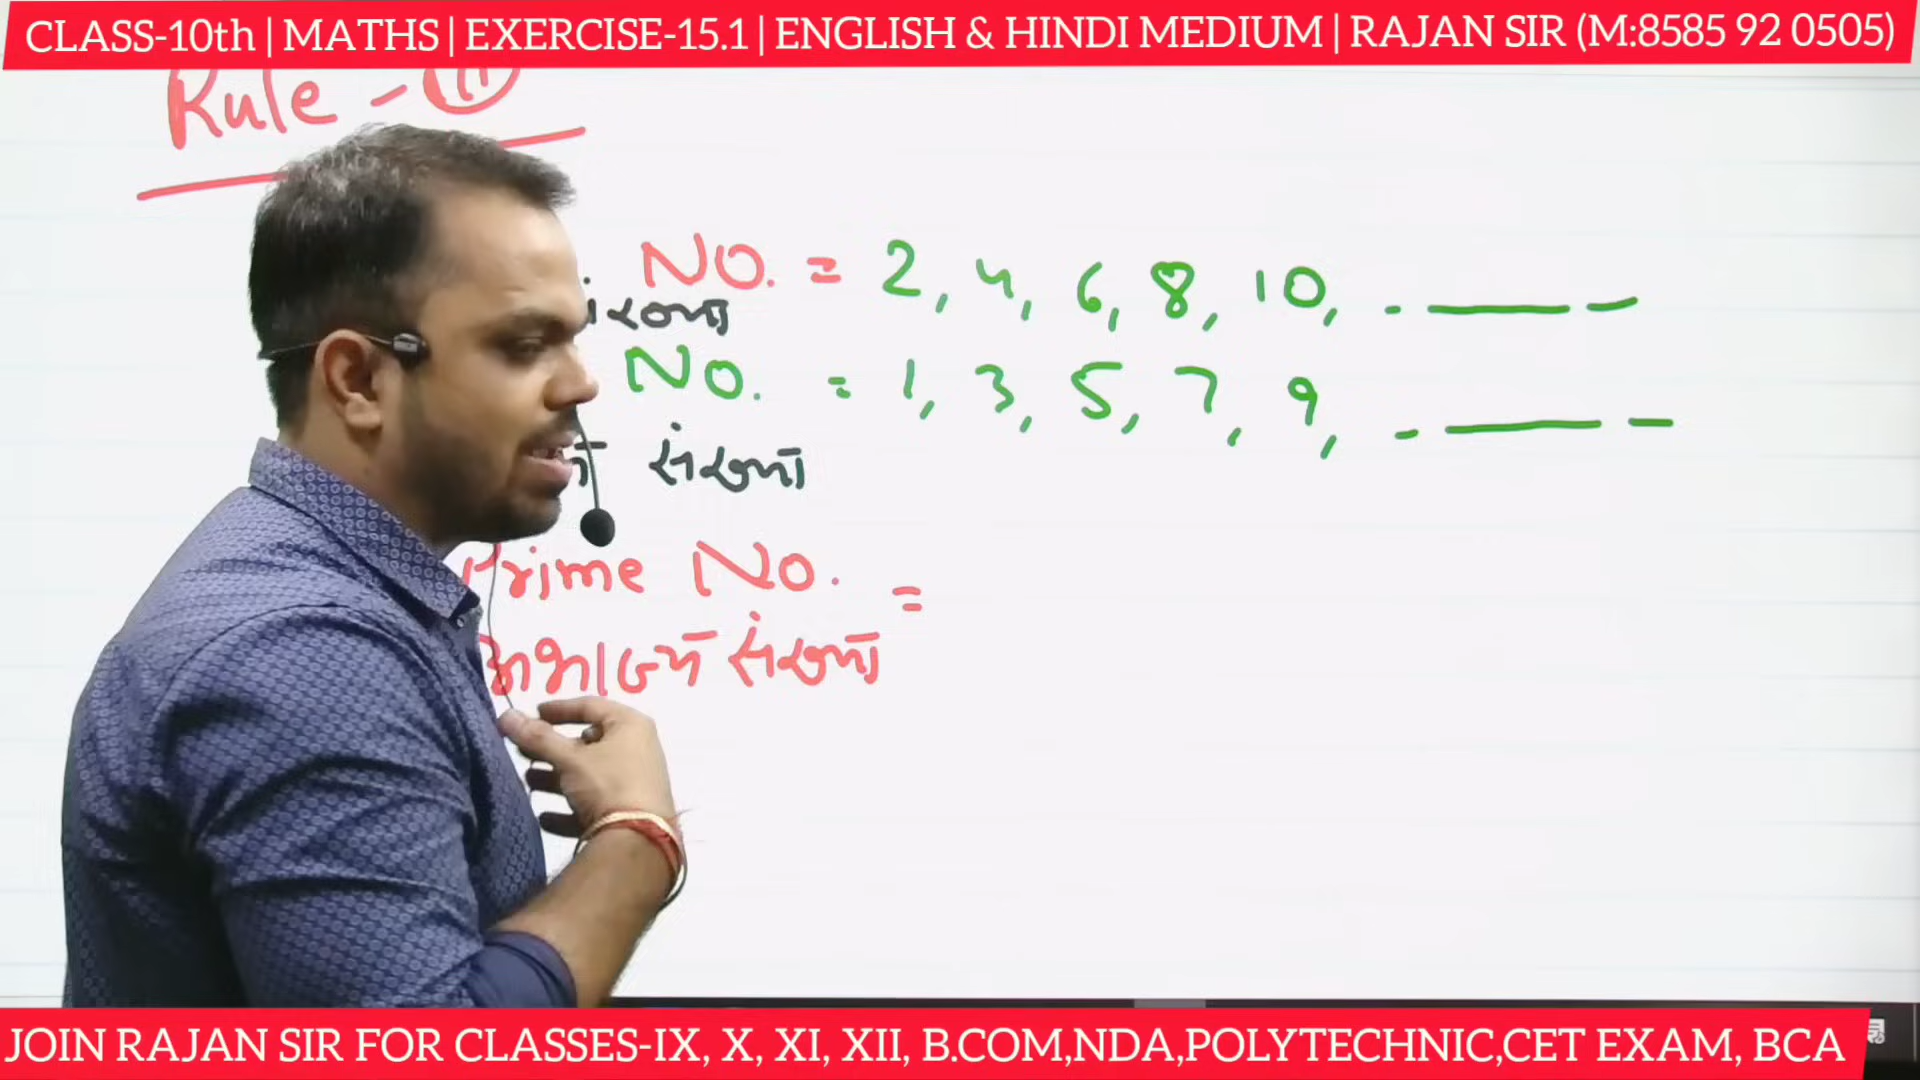 CLASS-10th | MATHS | EXERCISE-15.1 | ENGLISH & HINDI MEDIUM | RAJAN SIR (M:8585 92 0505)
Rule - (11)
NO. = 2, 4, 6, 8, 10, . ——— —
संख्या
NO. = 1, 3, 5, 7, 9, - ——— —
संख्या
Prime NO. =
अभाज्य संख्या
JOIN RAJAN SIR FOR CLASSES-IX, X, XI, XII, B.COM,NDA,POLYTECHNIC,CET EXAM, BCA